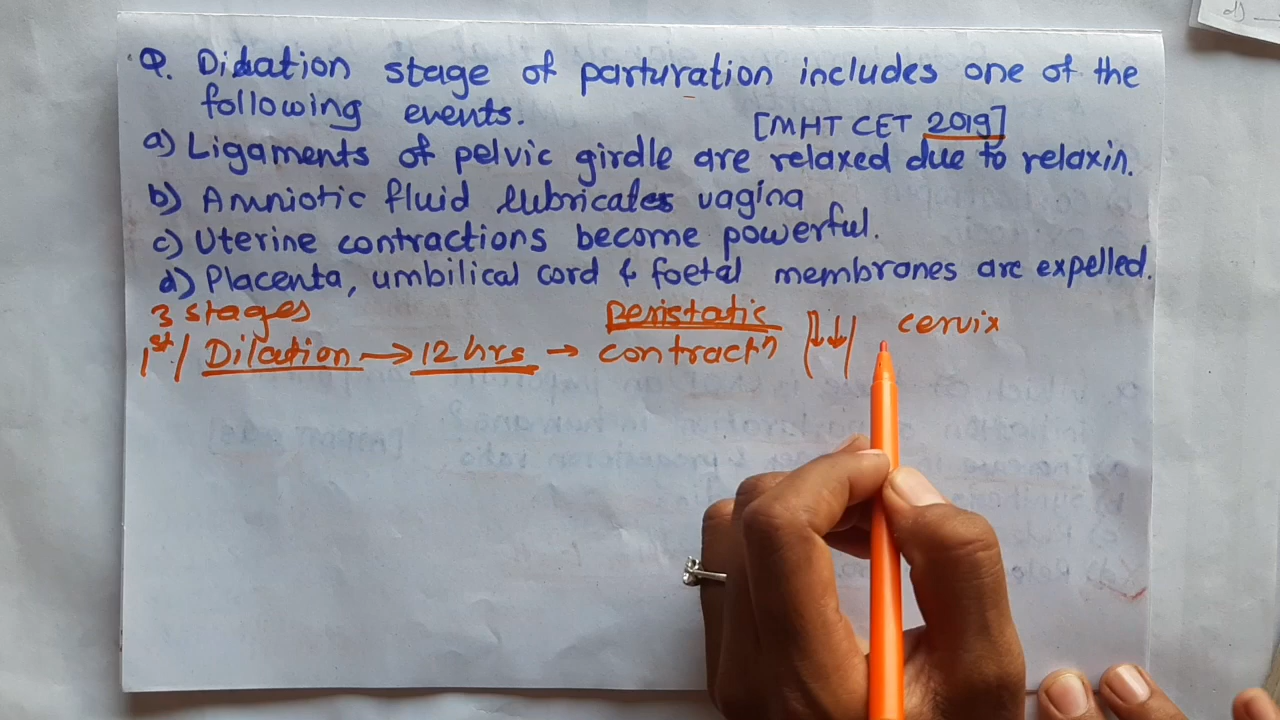 Q. Dilation stage of parturation includes one of the
following events. [MHT CET 2019]
a) Ligaments of pelvic girdle are relaxed due to relaxin.
b) Amniotic fluid lubricates vagina
c) Uterine contractions become powerful.
d) Placenta, umbilical cord & foetal membranes are expelled.
3 stages
1st/ Dilation → 12 hrs → peristatic contractn ↓↓ cervix